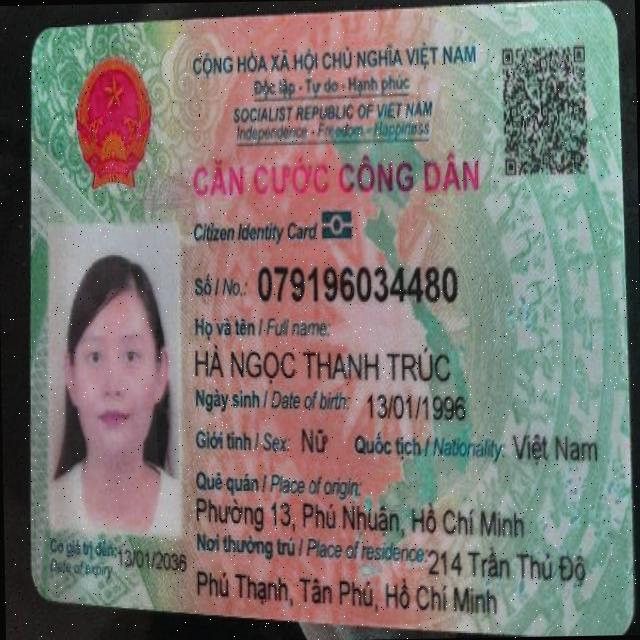 CỘNG HÒA XÃ HỘI CHỦ NGHĨA VIỆT NAM
Độc lập - Tự do - Hạnh phúc
SOCIALIST REPUBLIC OF VIET NAM
Independence - Freedom - Happiness
CĂN CƯỚC CÔNG DÂN
Citizen Identity Card
Số / No.: 079196034480
Họ và tên / Full name:
HÀ NGỌC THANH TRÚC
Ngày sinh / Date of birth: 13/01/1996
Giới tính / Sex: Nữ Quốc tịch / Nationality: Việt Nam
Quê quán / Place of origin:
Phường 13, Phú Nhuận, Hồ Chí Minh
Nơi thường trú / Place of residence: 214 Trần Thủ Độ
Phú Thạnh, Tân Phú, Hồ Chí Minh
Có giá trị đến: 13/01/2036
Date of expiry